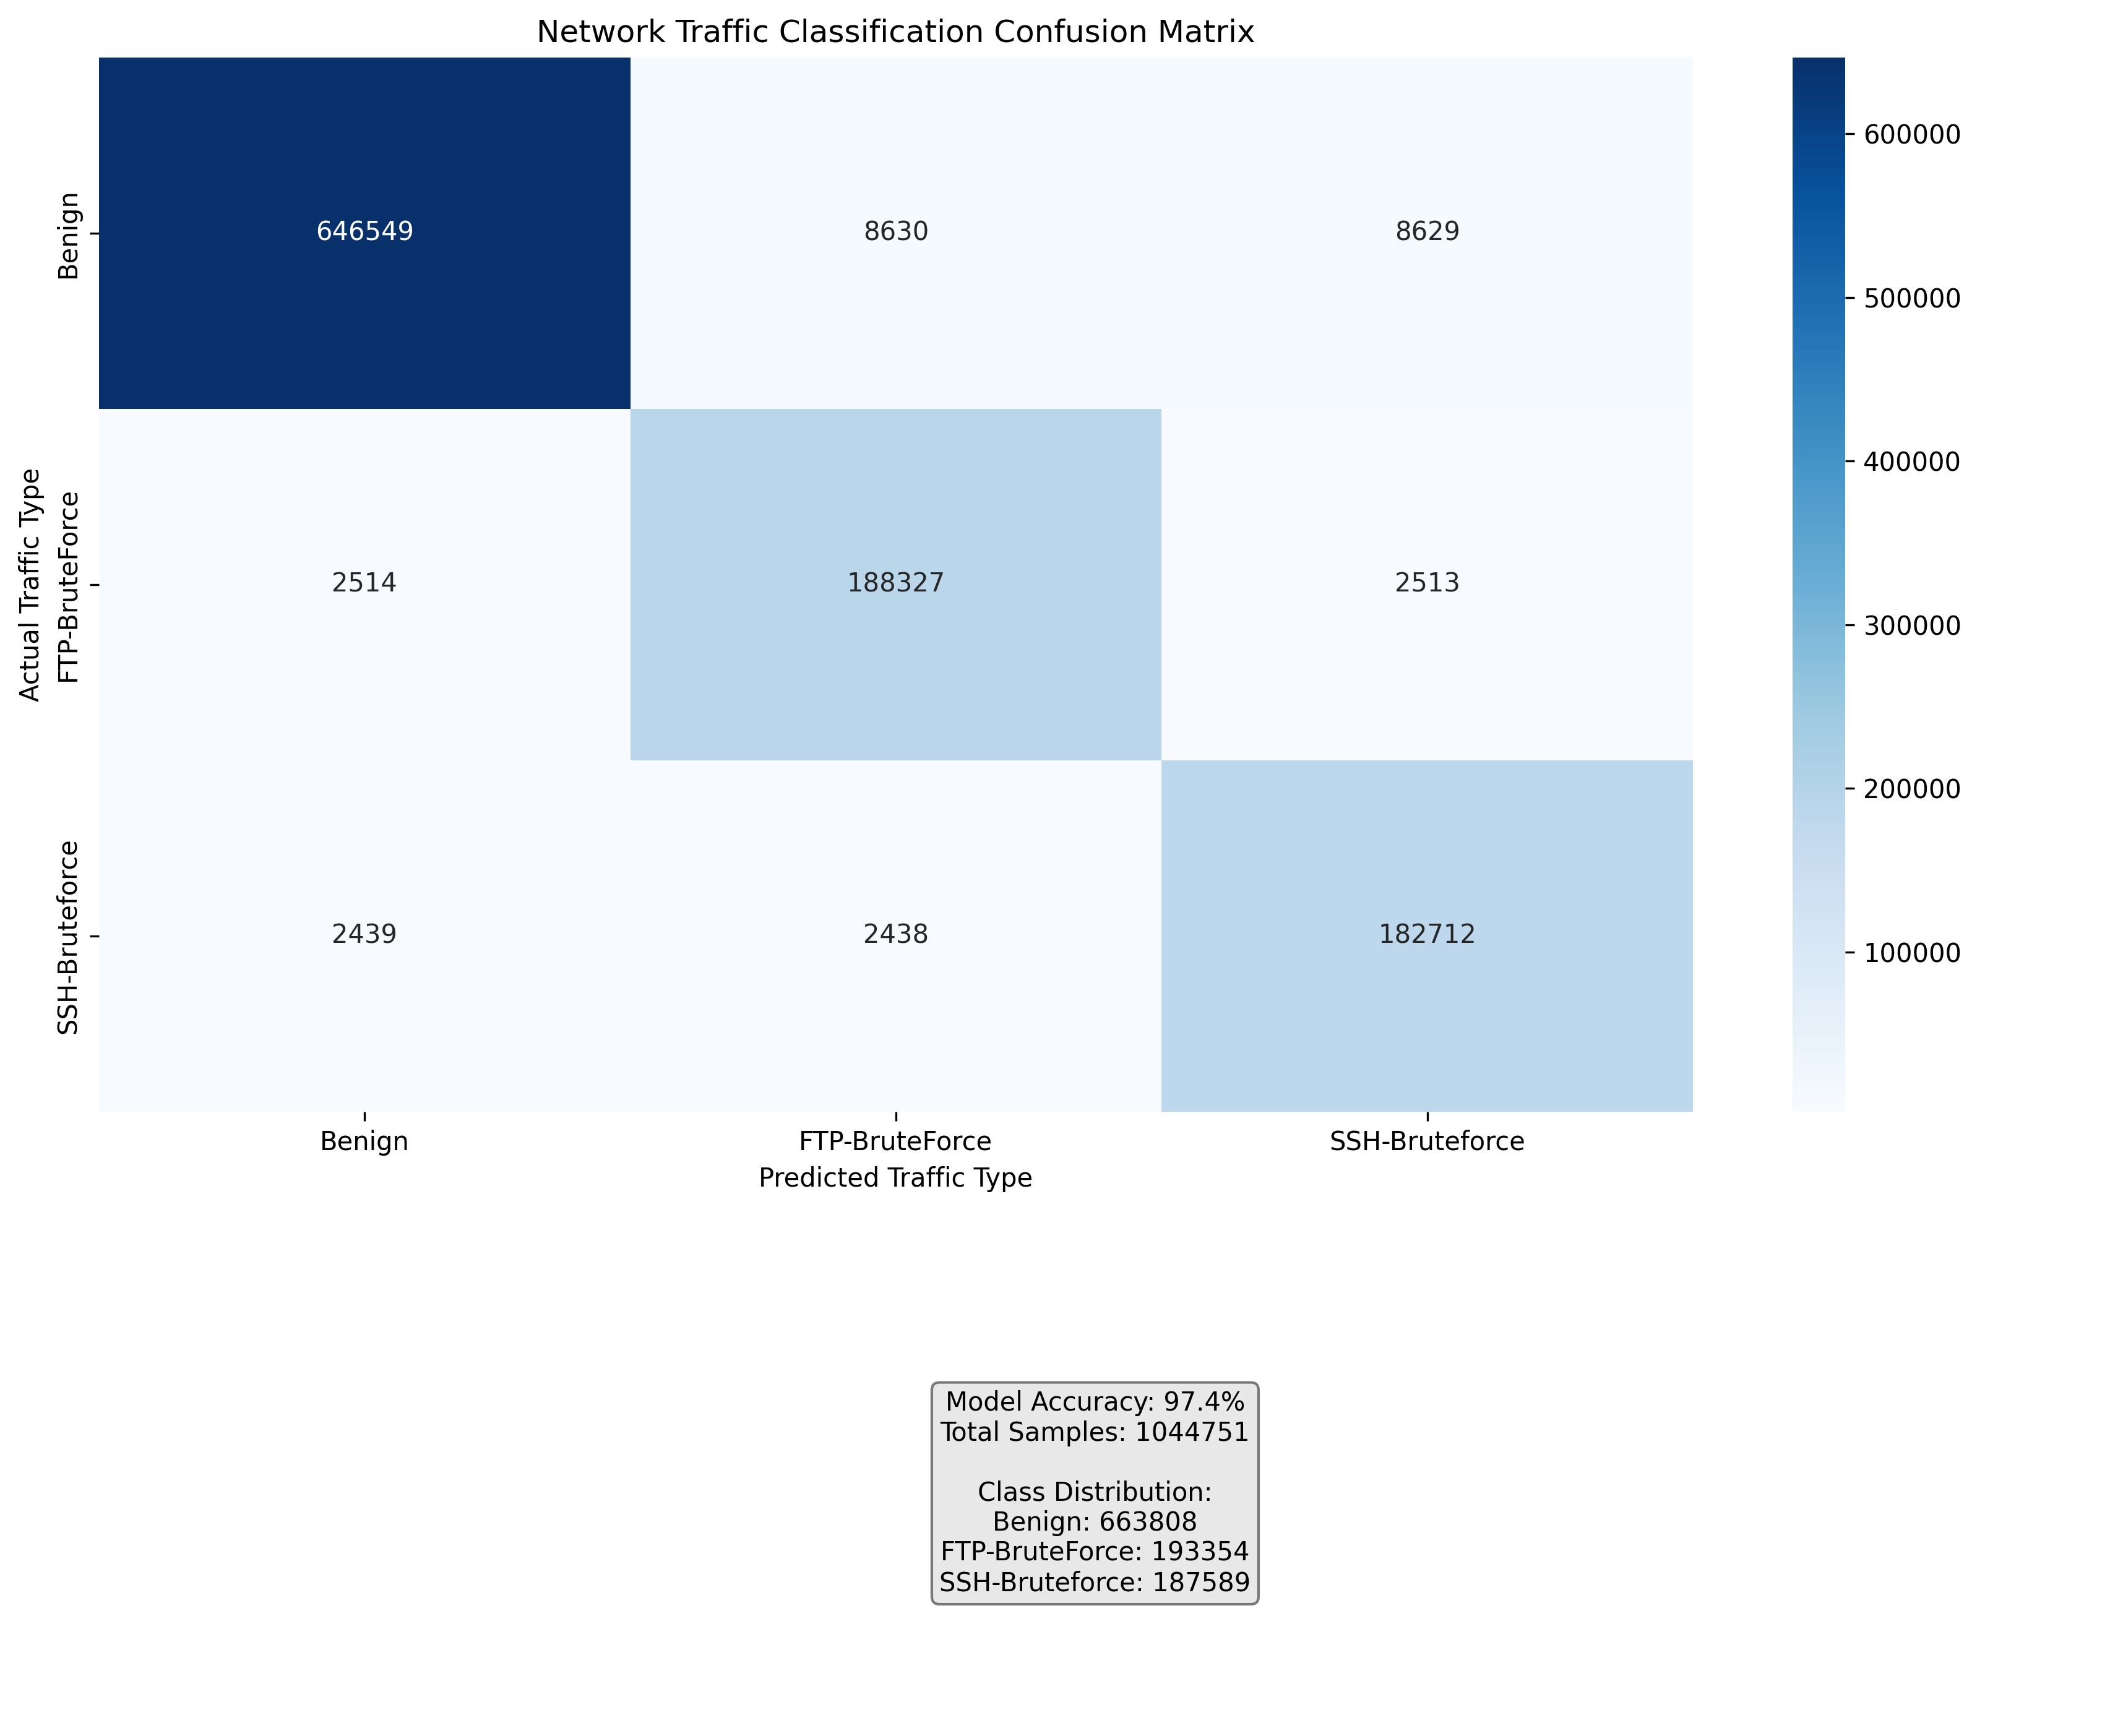 Network Traffic Classification Confusion Matrix
Actual Traffic Type
Benign
646549 8630 8629
FTP-BruteForce
2514 188327 2513
SSH-Bruteforce
2439 2438 182712
Benign FTP-BruteForce SSH-Bruteforce
Predicted Traffic Type
600000
500000
400000
300000
200000
100000
Model Accuracy: 97.4%
Total Samples: 1044751
Class Distribution:
Benign: 663808
FTP-BruteForce: 193354
SSH-Bruteforce: 187589